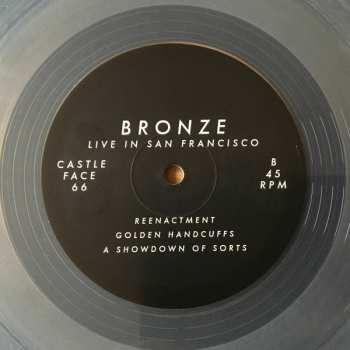 BRONZE
LIVE IN SAN FRANCISCO
CASTLE
FACE
66
B
45
RPM
REENACTMENT
GOLDEN HANDCUFFS
A SHOWDOWN OF SORTS